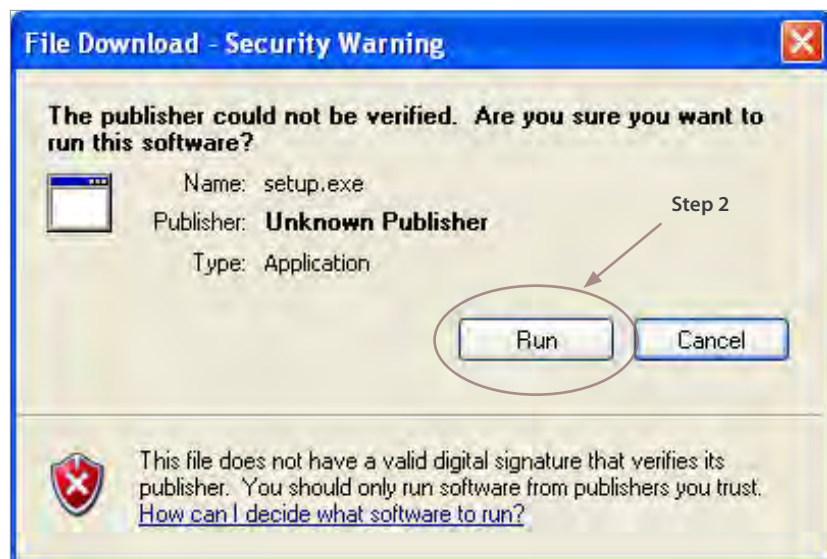 File Download - Security Warning
The publisher could not be verified.  Are you sure you want to
run this software?
Name: setup.exe
Publisher: Unknown Publisher
Type: Application
Step 2
Run
Cancel
This file does not have a valid digital signature that verifies its
publisher.  You should only run software from publishers you trust.
How can I decide what software to run?